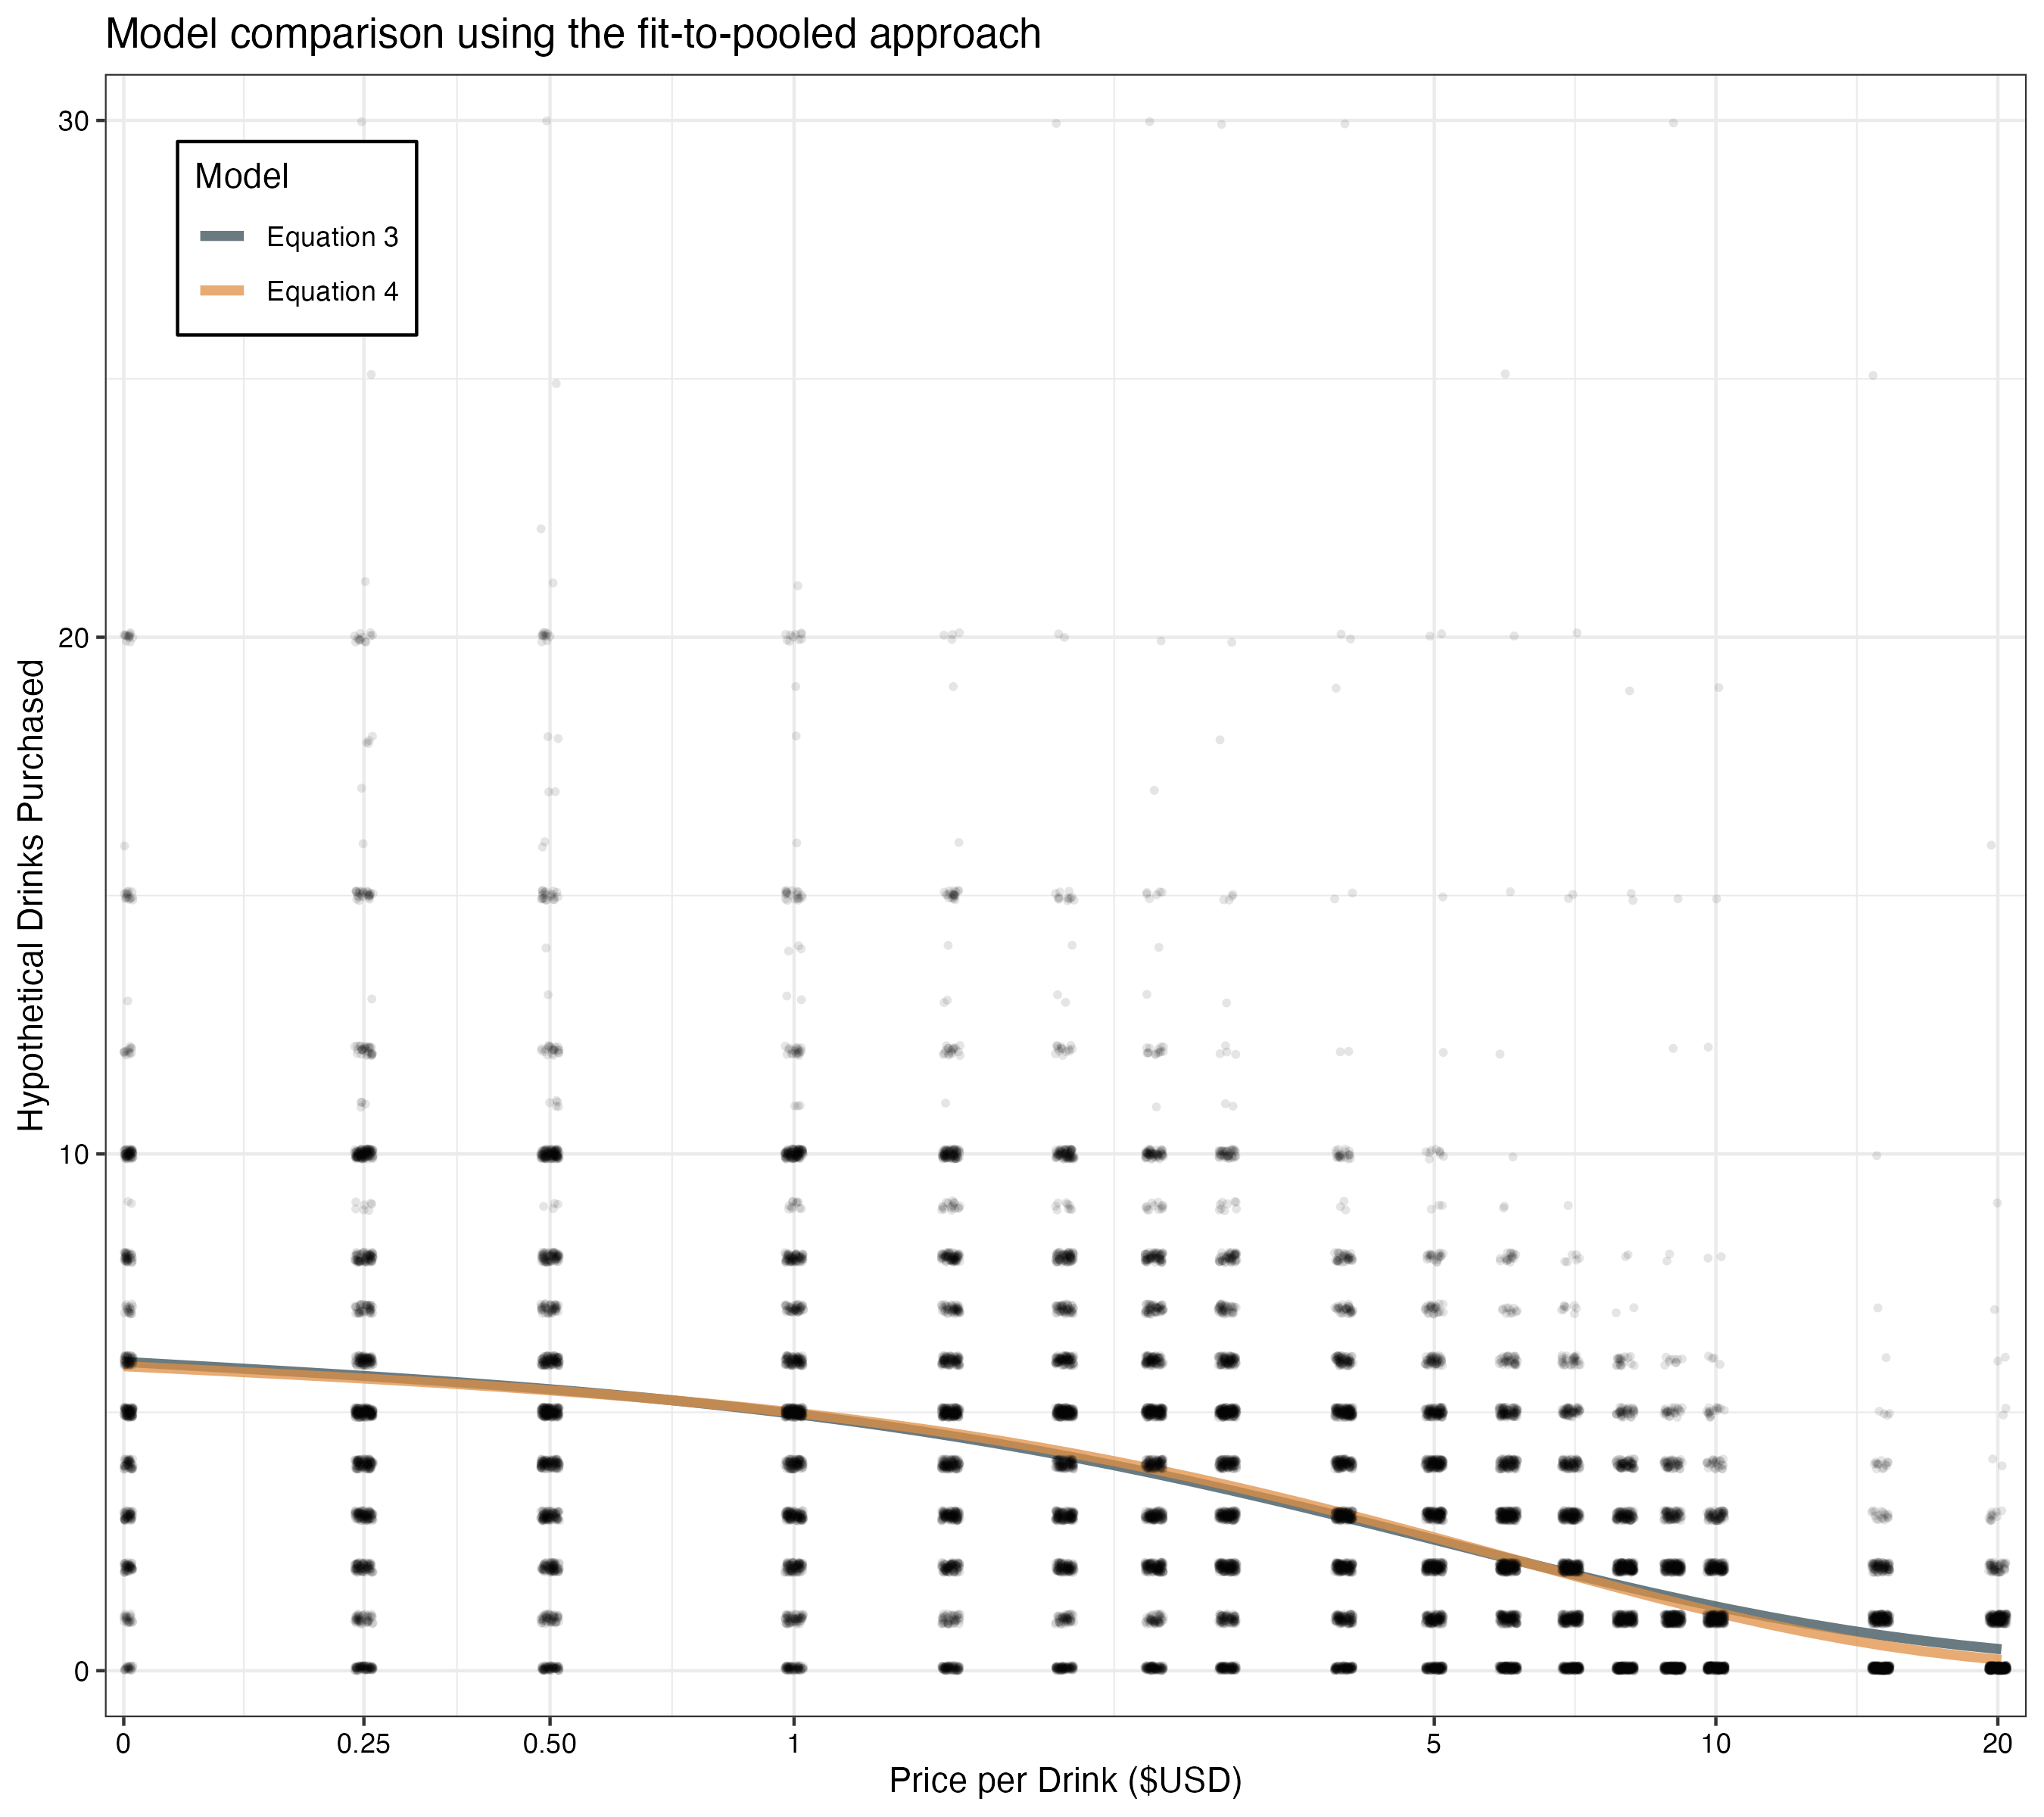 Model comparison using the fit-to-pooled approach
30
Model
Equation 3
Equation 4
20
Hypothetical Drinks Purchased
10
0
0 0.25 0.50 1 5 10 20
Price per Drink ($USD)